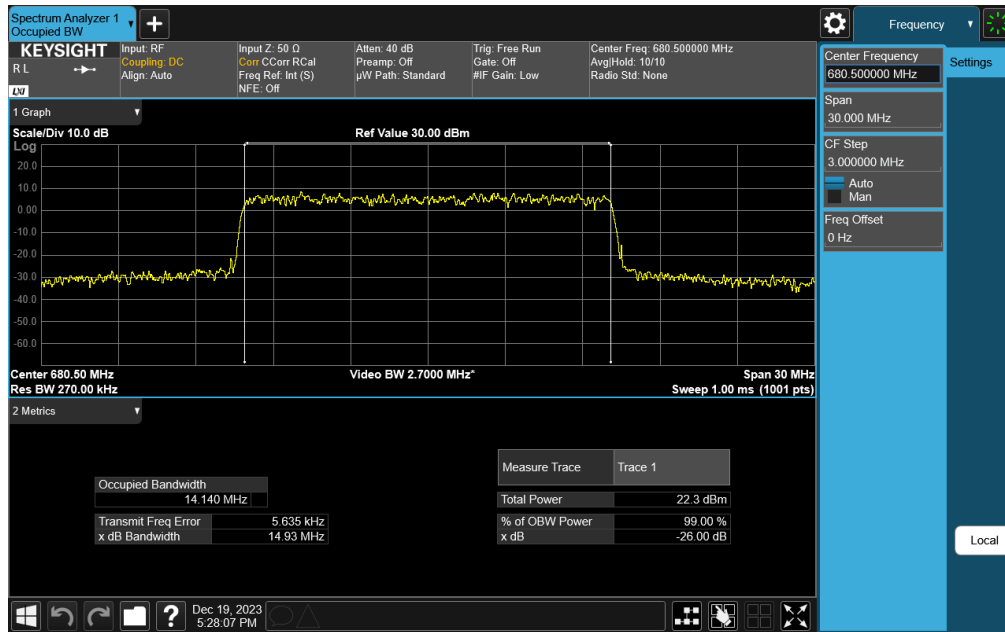 Spectrum Analyzer 1
Occupied BW
Frequency
KEYSIGHT
R L
LXI
Input: RF
Coupling: DC
Align: Auto
Input Z: 50 Ω
Corr CCorr RCal
Freq Ref: Int (S)
NFE: Off
Atten: 40 dB
Preamp: Off
µW Path: Standard
Trig: Free Run
Gate: Off
#IF Gain: Low
Center Freq: 680.500000 MHz
Avg|Hold: 10/10
Radio Std: None
Center Frequency
680.500000 MHz
Settings
Span
30.000 MHz
CF Step
3.000000 MHz
Auto
Man
Freq Offset
0 Hz
Local
1 Graph
Scale/Div 10.0 dB
Ref Value 30.00 dBm
Log
20.0
10.0
0.00
-10.0
-20.0
-30.0
-40.0
-50.0
-60.0
Center 680.50 MHz
Video BW 2.7000 MHz*
Span 30 MHz
Res BW 270.00 kHz
Sweep 1.00 ms (1001 pts)
2 Metrics
Occupied Bandwidth
14.140 MHz
Transmit Freq Error 5.635 kHz
x dB Bandwidth 14.93 MHz
Measure Trace Trace 1
Total Power 22.3 dBm
% of OBW Power 99.00 %
x dB -26.00 dB
?
Dec 19, 2023
5:28:07 PM